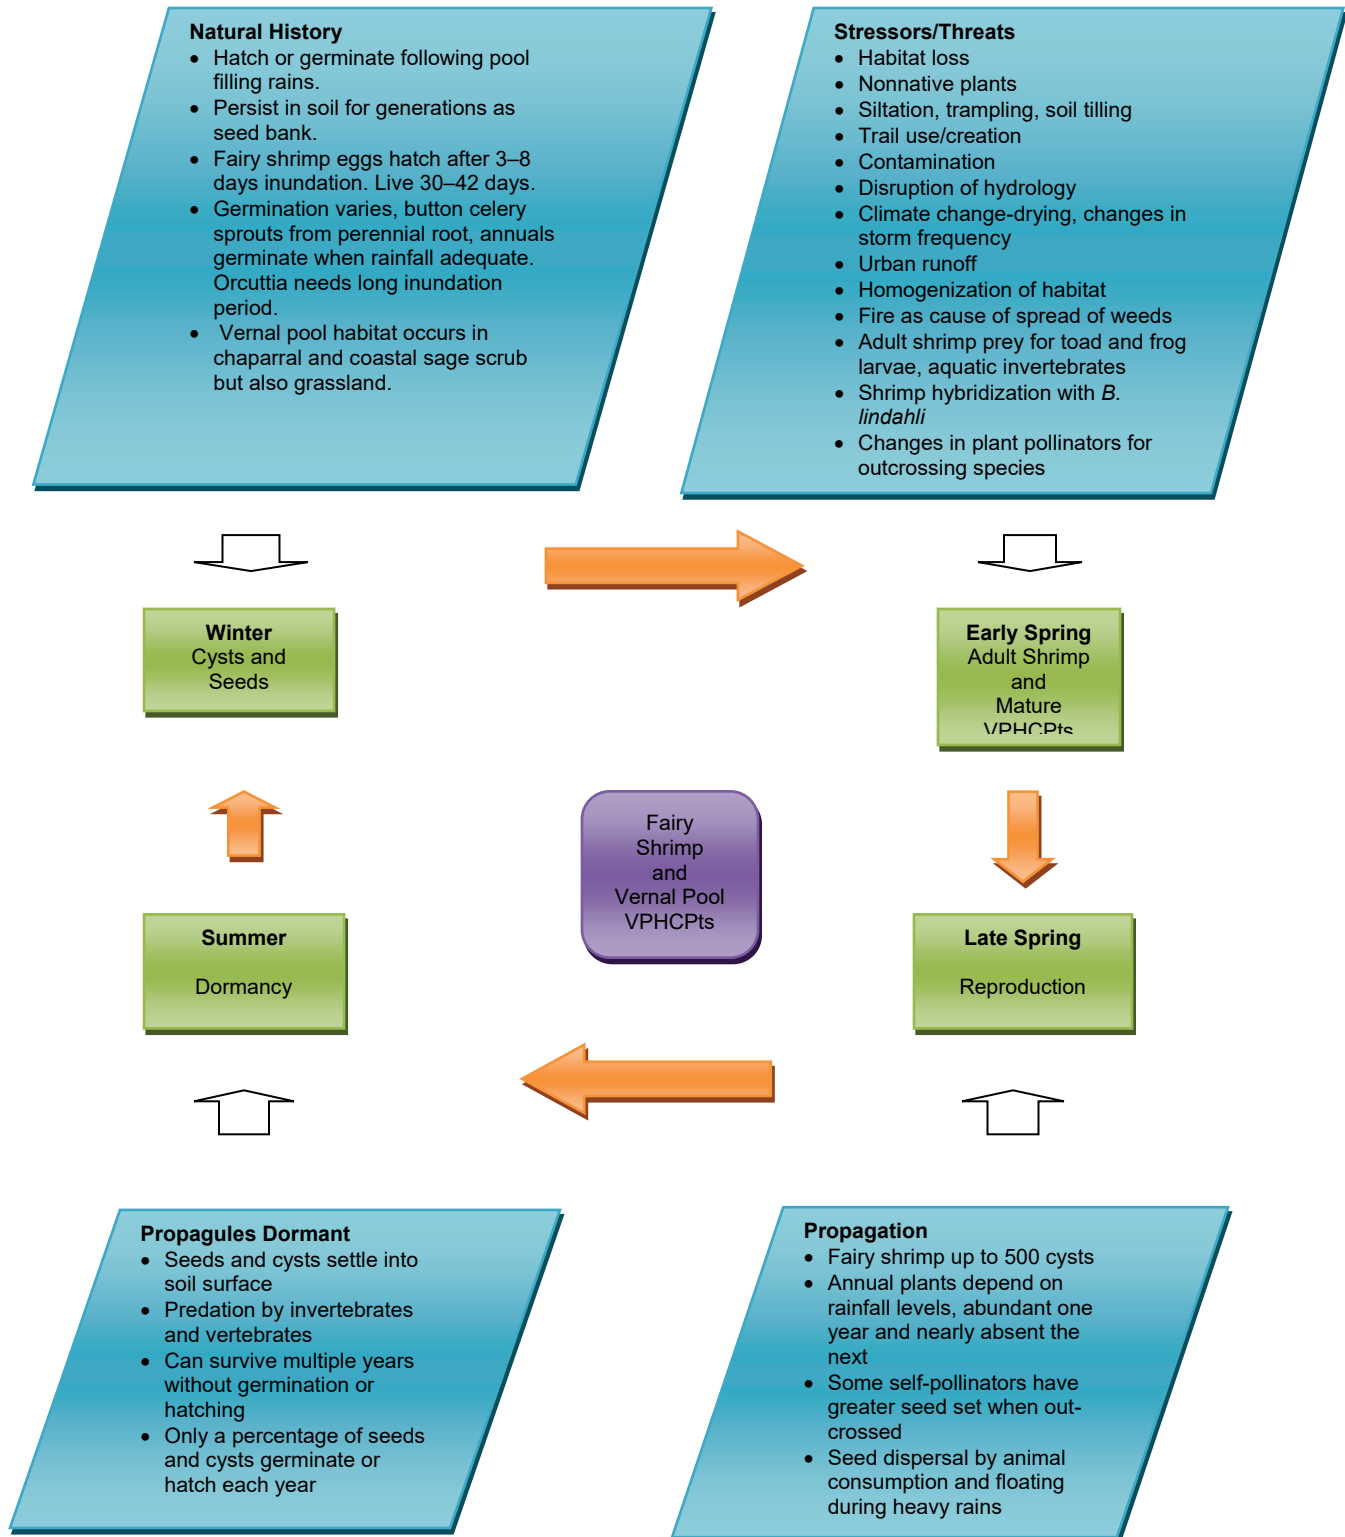 Natural History
• Hatch or germinate following pool
filling rains.
• Persist in soil for generations as
seed bank.
• Fairy shrimp eggs hatch after 3–8
days inundation. Live 30–42 days.
• Germination varies, button celery
sprouts from perennial root, annuals
germinate when rainfall adequate.
Orcuttia needs long inundation
period.
• Vernal pool habitat occurs in
chaparral and coastal sage scrub
but also grassland.
Stressors/Threats
• Habitat loss
• Nonnative plants
• Siltation, trampling, soil tilling
• Trail use/creation
• Contamination
• Disruption of hydrology
• Climate change-drying, changes in
storm frequency
• Urban runoff
• Homogenization of habitat
• Fire as cause of spread of weeds
• Adult shrimp prey for toad and frog
larvae, aquatic invertebrates
• Shrimp hybridization with B.
lindahli
• Changes in plant pollinators for
outcrossing species
Winter
Cysts and
Seeds
Early Spring
Adult Shrimp
and
Mature
VPHCPts
Fairy
Shrimp
and
Vernal Pool
VPHCPts
Summer
Dormancy
Late Spring
Reproduction
Propagules Dormant
• Seeds and cysts settle into
soil surface
• Predation by invertebrates
and vertebrates
• Can survive multiple years
without germination or
hatching
• Only a percentage of seeds
and cysts germinate or
hatch each year
Propagation
• Fairy shrimp up to 500 cysts
• Annual plants depend on
rainfall levels, abundant one
year and nearly absent the
next
• Some self-pollinators have
greater seed set when out-
crossed
• Seed dispersal by animal
consumption and floating
during heavy rains